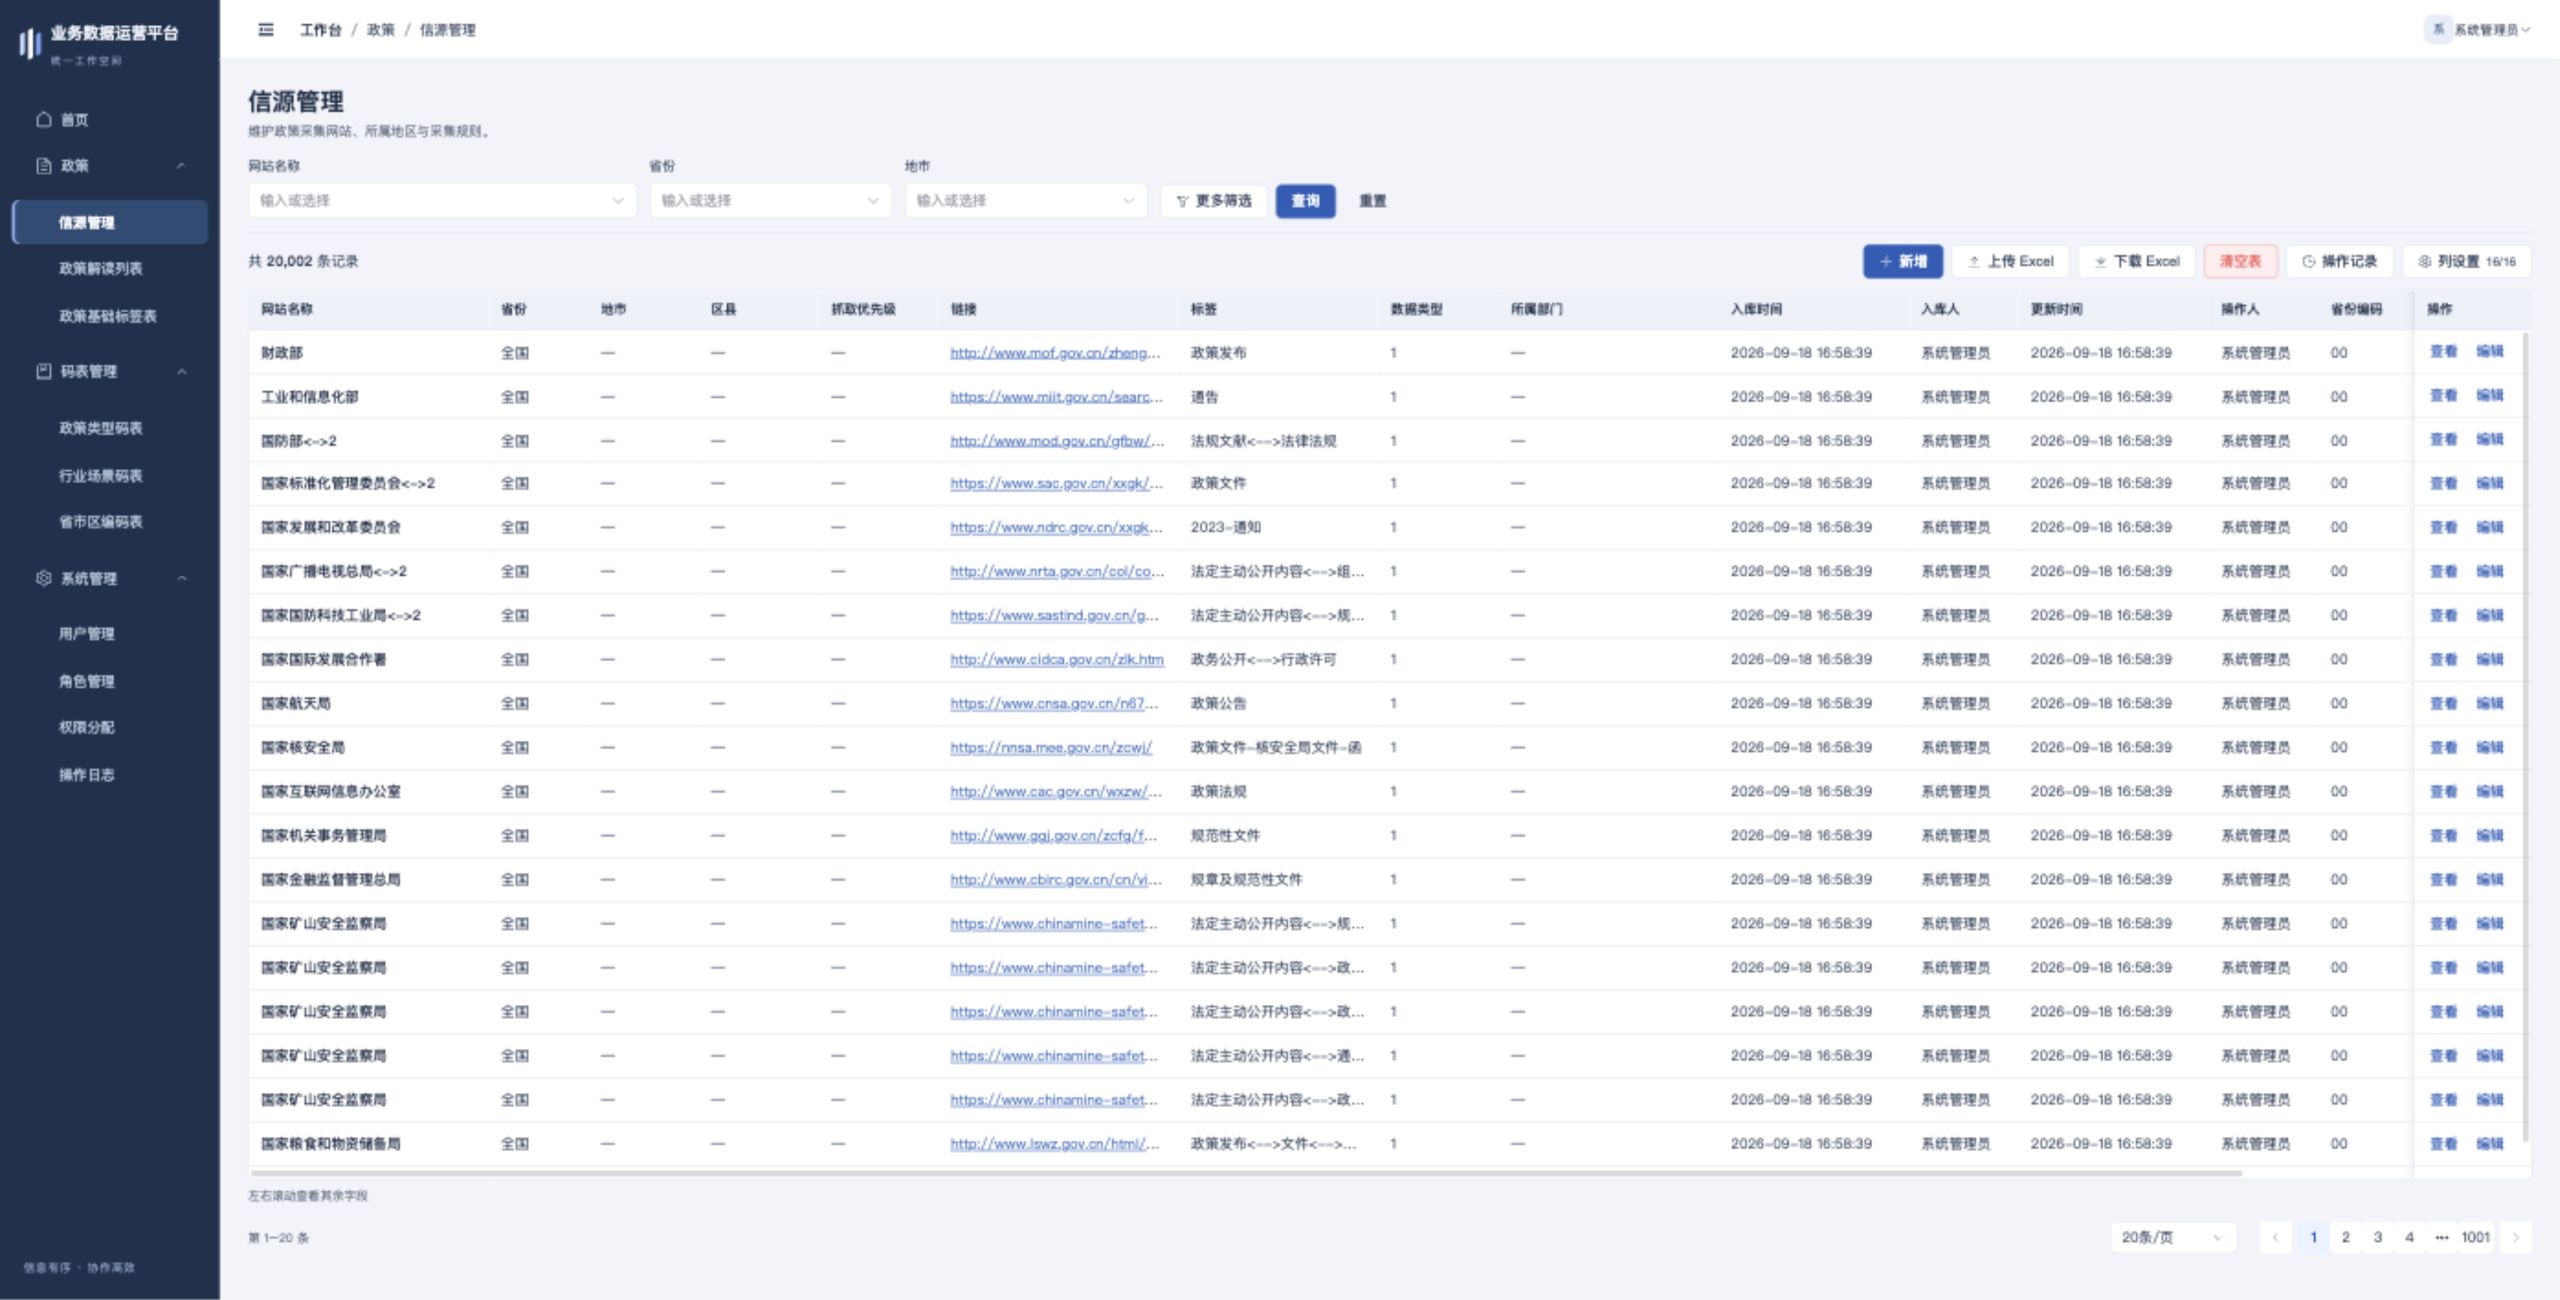 业务数据运营平台
统一工作空间
首页
政策
信源管理
政策解读列表
政策基础标签表
码表管理
政策类型码表
行业场景码表
省市区编码表
系统管理
用户管理
角色管理
权限分配
操作日志
信息有序 · 协作高效
工作台 / 政策 / 信源管理
系 系统管理员
信源管理
维护政策采集网站、所属地区与采集规则。
网站名称 省份 地市
输入或选择 输入或选择 输入或选择 更多筛选 查询 重置
共 20,002 条记录 新增 上传 Excel 下载 Excel 清空表 操作记录 列设置 16/16
网站名称 省份 地市 区县 抓取优先级 链接 标签 数据类型 所属部门 入库时间 入库人 更新时间 操作人 省份编码 操作
财政部 全国 — — — http://www.mof.gov.cn/zheng... 政策发布 1 — 2026-09-18 16:58:39 系统管理员 2026-09-18 16:58:39 系统管理员 00 查看 编辑
工业和信息化部 全国 — — — https://www.miit.gov.cn/searc... 通告 1 — 2026-09-18 16:58:39 系统管理员 2026-09-18 16:58:39 系统管理员 00 查看 编辑
国防部<->2 全国 — — — http://www.mod.gov.cn/gfbw/... 法规文献<-->法律法规 1 — 2026-09-18 16:58:39 系统管理员 2026-09-18 16:58:39 系统管理员 00 查看 编辑
国家标准化管理委员会<->2 全国 — — — https://www.sac.gov.cn/xxgk/... 政策文件 1 — 2026-09-18 16:58:39 系统管理员 2026-09-18 16:58:39 系统管理员 00 查看 编辑
国家发展和改革委员会 全国 — — — https://www.ndrc.gov.cn/xxgk... 2023-通知 1 — 2026-09-18 16:58:39 系统管理员 2026-09-18 16:58:39 系统管理员 00 查看 编辑
国家广播电视总局<->2 全国 — — — http://www.nrta.gov.cn/col/co... 法定主动公开内容<-->组... 1 — 2026-09-18 16:58:39 系统管理员 2026-09-18 16:58:39 系统管理员 00 查看 编辑
国家国防科技工业局<->2 全国 — — — https://www.sastind.gov.cn/g... 法定主动公开内容<-->规... 1 — 2026-09-18 16:58:39 系统管理员 2026-09-18 16:58:39 系统管理员 00 查看 编辑
国家国际发展合作署 全国 — — — http://www.cidca.gov.cn/zlk.htm 政务公开<-->行政许可 1 — 2026-09-18 16:58:39 系统管理员 2026-09-18 16:58:39 系统管理员 00 查看 编辑
国家航天局 全国 — — — https://www.cnsa.gov.cn/n67... 政策公告 1 — 2026-09-18 16:58:39 系统管理员 2026-09-18 16:58:39 系统管理员 00 查看 编辑
国家核安全局 全国 — — — https://nnsa.mee.gov.cn/zcwj/ 政策文件-核安全局文件-函 1 — 2026-09-18 16:58:39 系统管理员 2026-09-18 16:58:39 系统管理员 00 查看 编辑
国家互联网信息办公室 全国 — — — http://www.cac.gov.cn/wxzw/... 政策法规 1 — 2026-09-18 16:58:39 系统管理员 2026-09-18 16:58:39 系统管理员 00 查看 编辑
国家机关事务管理局 全国 — — — http://www.ggj.gov.cn/zcfg/f... 规范性文件 1 — 2026-09-18 16:58:39 系统管理员 2026-09-18 16:58:39 系统管理员 00 查看 编辑
国家金融监督管理总局 全国 — — — http://www.cbirc.gov.cn/cn/vi... 规章及规范性文件 1 — 2026-09-18 16:58:39 系统管理员 2026-09-18 16:58:39 系统管理员 00 查看 编辑
国家矿山安全监察局 全国 — — — https://www.chinamine-safet... 法定主动公开内容<-->规... 1 — 2026-09-18 16:58:39 系统管理员 2026-09-18 16:58:39 系统管理员 00 查看 编辑
国家矿山安全监察局 全国 — — — https://www.chinamine-safet... 法定主动公开内容<-->政... 1 — 2026-09-18 16:58:39 系统管理员 2026-09-18 16:58:39 系统管理员 00 查看 编辑
国家矿山安全监察局 全国 — — — https://www.chinamine-safet... 法定主动公开内容<-->政... 1 — 2026-09-18 16:58:39 系统管理员 2026-09-18 16:58:39 系统管理员 00 查看 编辑
国家矿山安全监察局 全国 — — — https://www.chinamine-safet... 法定主动公开内容<-->通... 1 — 2026-09-18 16:58:39 系统管理员 2026-09-18 16:58:39 系统管理员 00 查看 编辑
国家矿山安全监察局 全国 — — — https://www.chinamine-safet... 法定主动公开内容<-->政... 1 — 2026-09-18 16:58:39 系统管理员 2026-09-18 16:58:39 系统管理员 00 查看 编辑
国家粮食和物资储备局 全国 — — — http://www.lswz.gov.cn/html/... 政策发布<-->文件<-->... 1 — 2026-09-18 16:58:39 系统管理员 2026-09-18 16:58:39 系统管理员 00 查看 编辑
左右滚动查看其余字段
第 1—20 条 20条/页 1 2 3 4 ... 1001